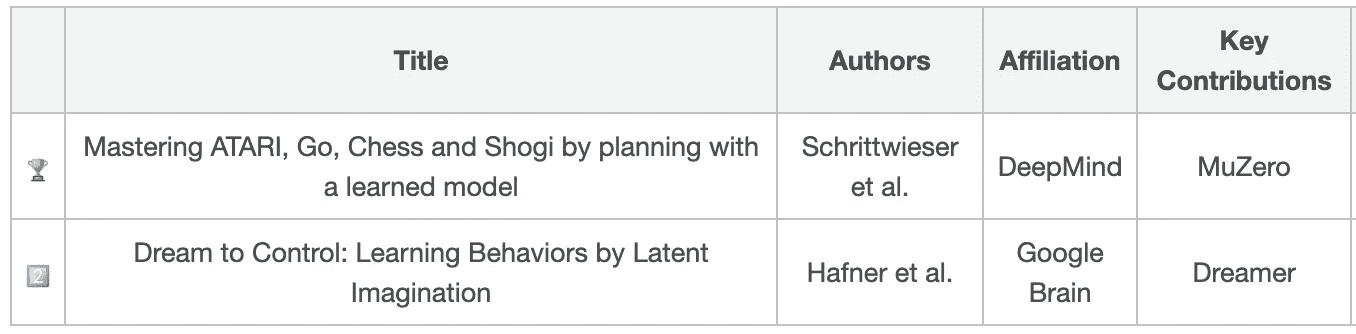 Title Authors Affiliation Key
Contributions
Mastering ATARI, Go, Chess and Shogi by planning with
a learned model
Schrittwieser
et al.
DeepMind
MuZero
2
Dream to Control: Learning Behaviors by Latent
Imagination
Hafner et al.
Google
Brain
Dreamer